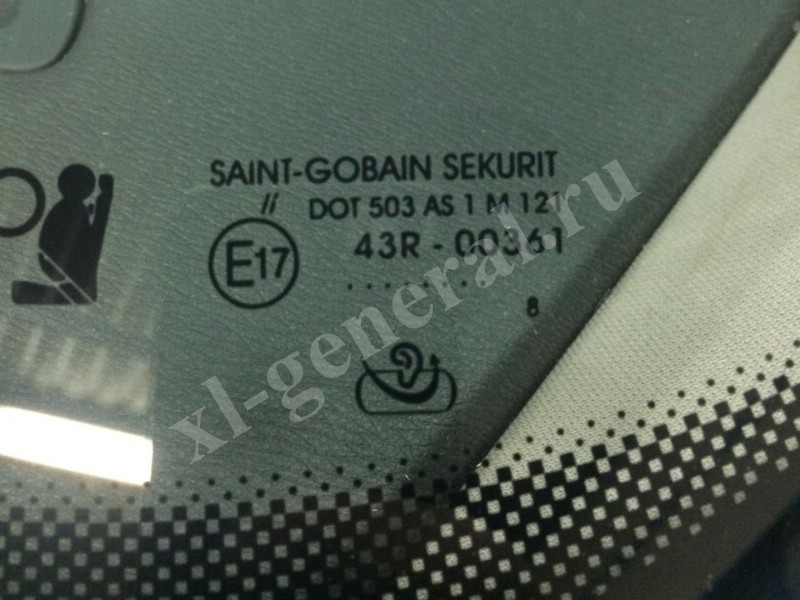 SAINT-GOBAIN SEKURIT
// DOT 503 AS 1 M 121
E17
43R - 00361
. . . . . . .
8
xl-general.ru